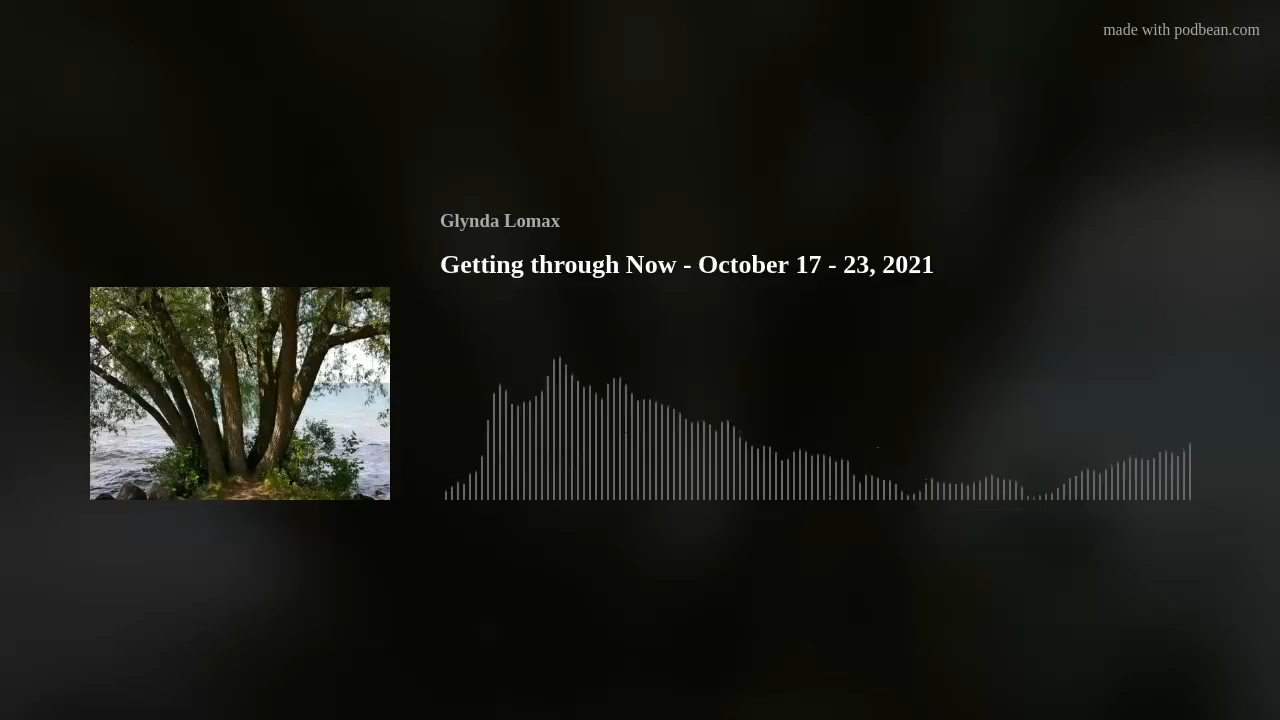 made with podbean.com
Glynda Lomax
Getting through Now - October 17 - 23, 2021